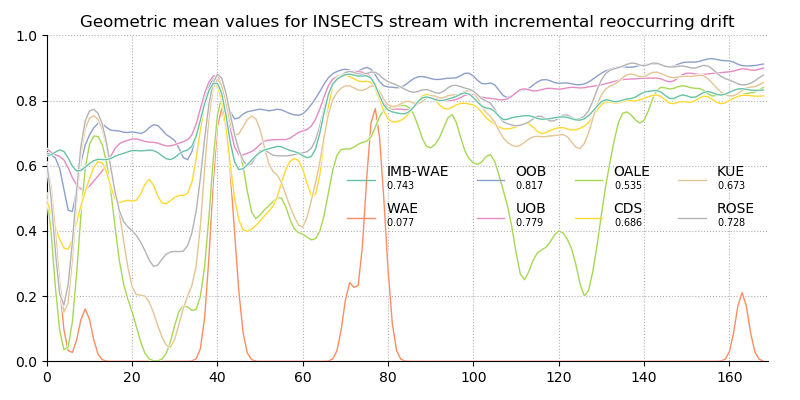 Geometric mean values for INSECTS stream with incremental reoccurring drift
1.0
0.8
0.6
0.4
0.2
0.0
IMB-WAE OOB OALE KUE
0.743 0.817 0.535 0.673
WAE UOB CDS ROSE
0.077 0.779 0.686 0.728
0 20 40 60 80 100 120 140 160